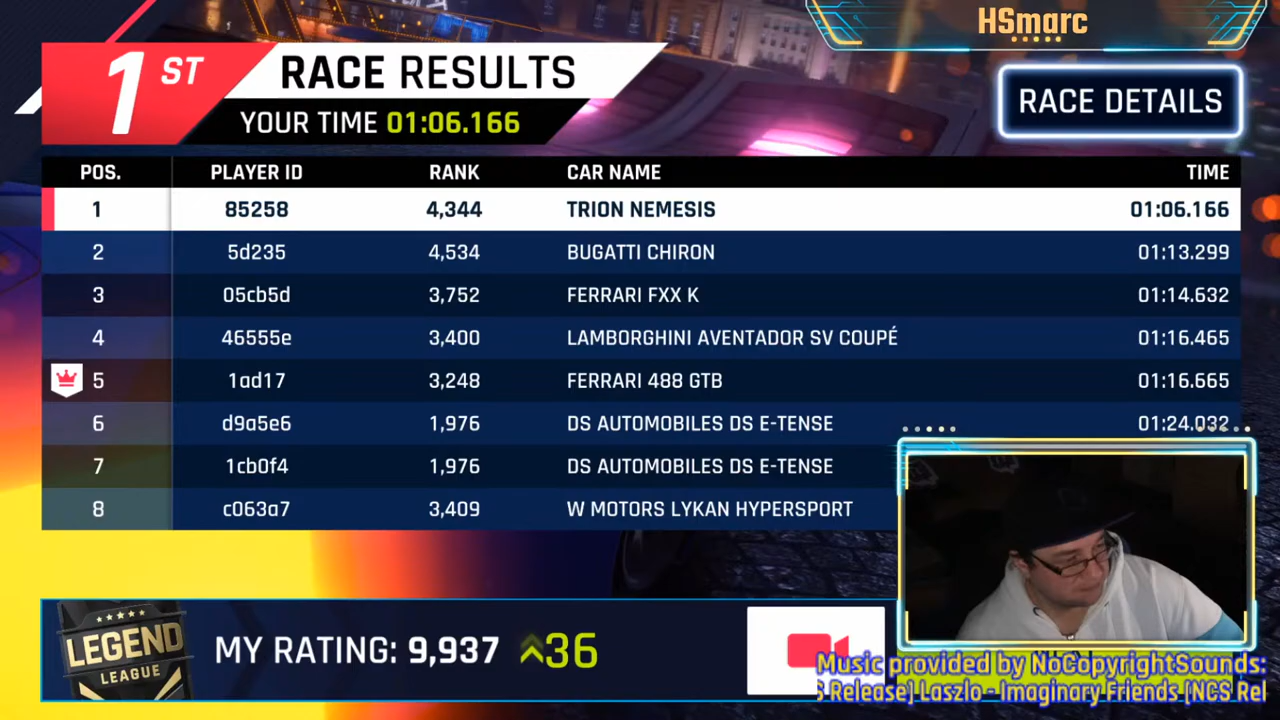 HSmarc
1ST RACE RESULTS
YOUR TIME 01:06.166
RACE DETAILS
POS. PLAYER ID RANK CAR NAME TIME
1 85258 4,344 TRION NEMESIS 01:06.166
2 5d235 4,534 BUGATTI CHIRON 01:13.299
3 05cb5d 3,752 FERRARI FXX K 01:14.632
4 46555e 3,400 LAMBORGHINI AVENTADOR SV COUPÉ 01:16.465
5 1ad17 3,248 FERRARI 488 GTB 01:16.665
6 d9a5e6 1,976 DS AUTOMOBILES DS E-TENSE 01:24.032
7 1cb0f4 1,976 DS AUTOMOBILES DS E-TENSE
8 c063a7 3,409 W MOTORS LYKAN HYPERSPORT
LEGEND
LEAGUE
MY RATING: 9,937 36
Music provided by NoCopyrightSounds:
S Release] Laszlo - Imaginary Friends [NCS Rel